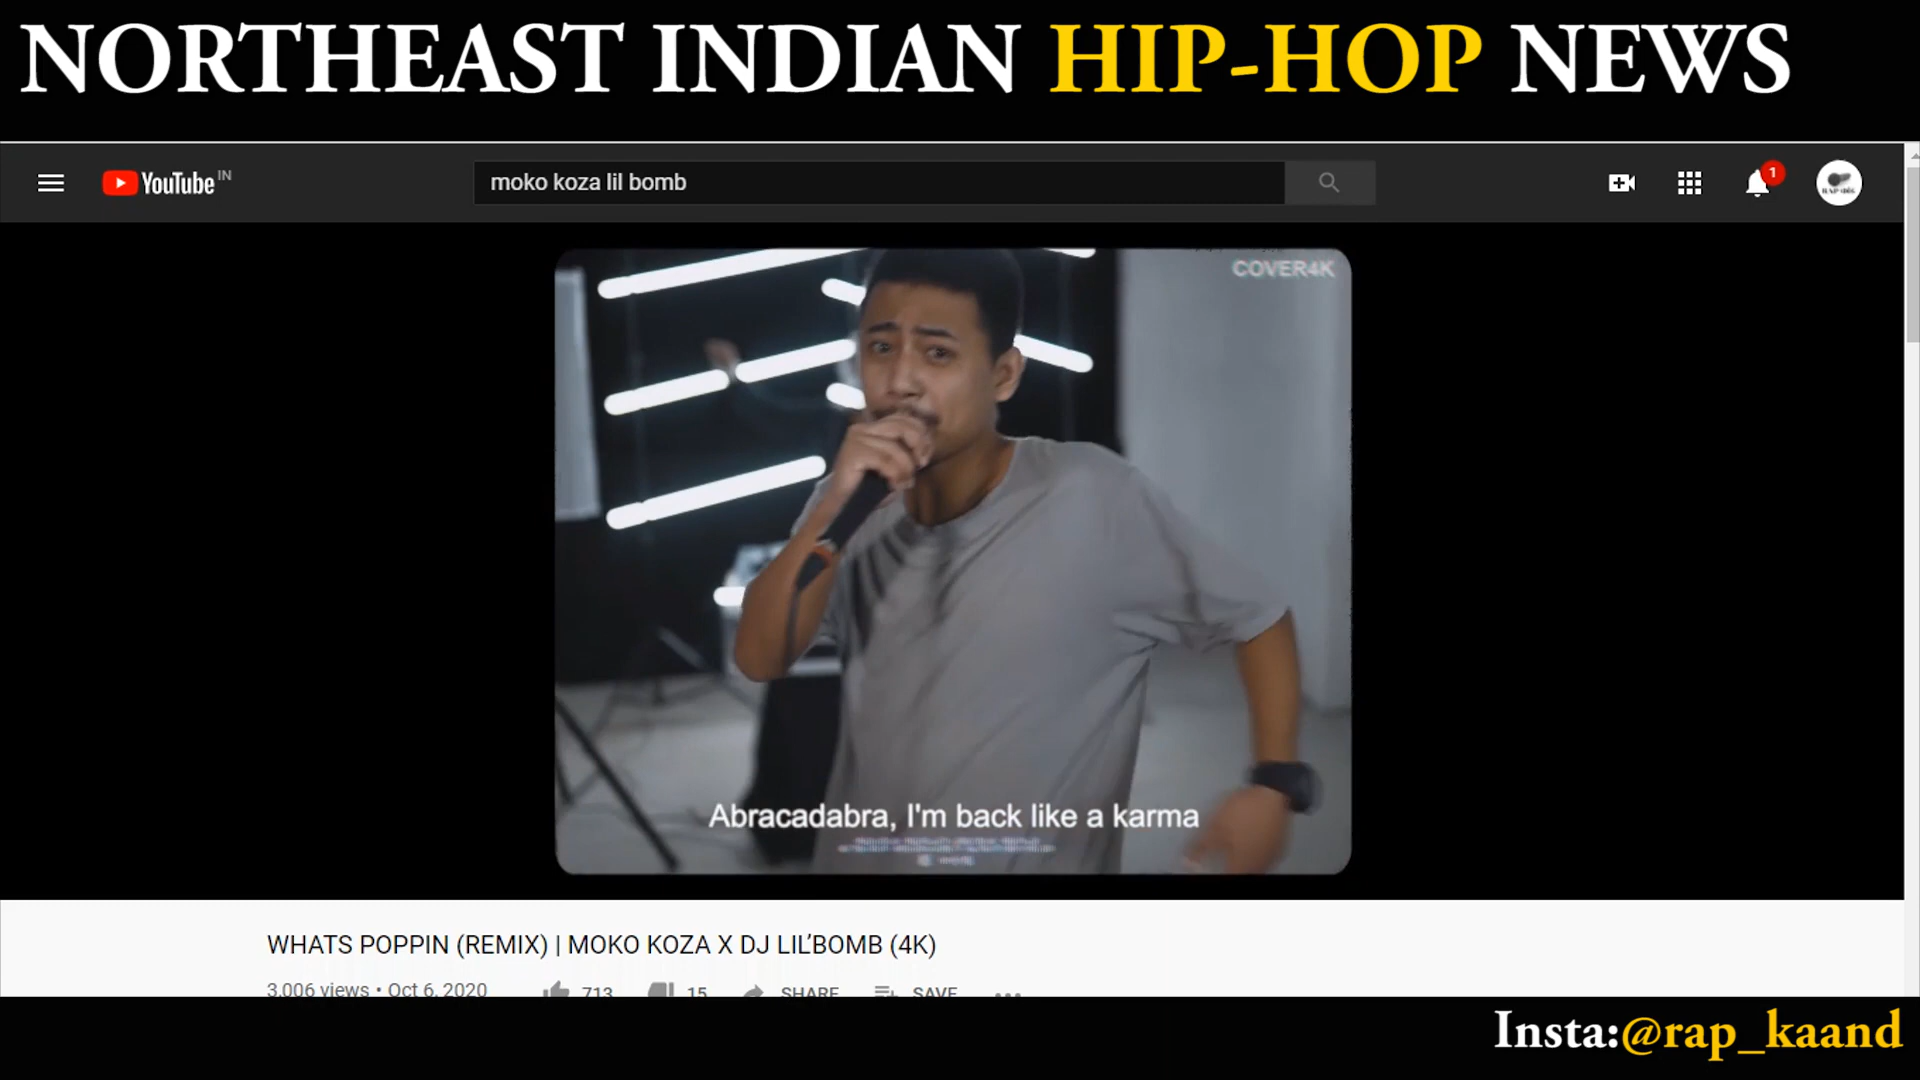 NORTHEAST INDIAN HIP-HOP NEWS
YouTube IN
moko koza lil bomb
1
COVER4K
Abracadabra, I'm back like a karma
WHATS POPPIN (REMIX) | MOKO KOZA X DJ LIL'BOMB (4K)
3,006 views • Oct 6, 2020 713 15 SHARE SAVE
Insta:@rap_kaand